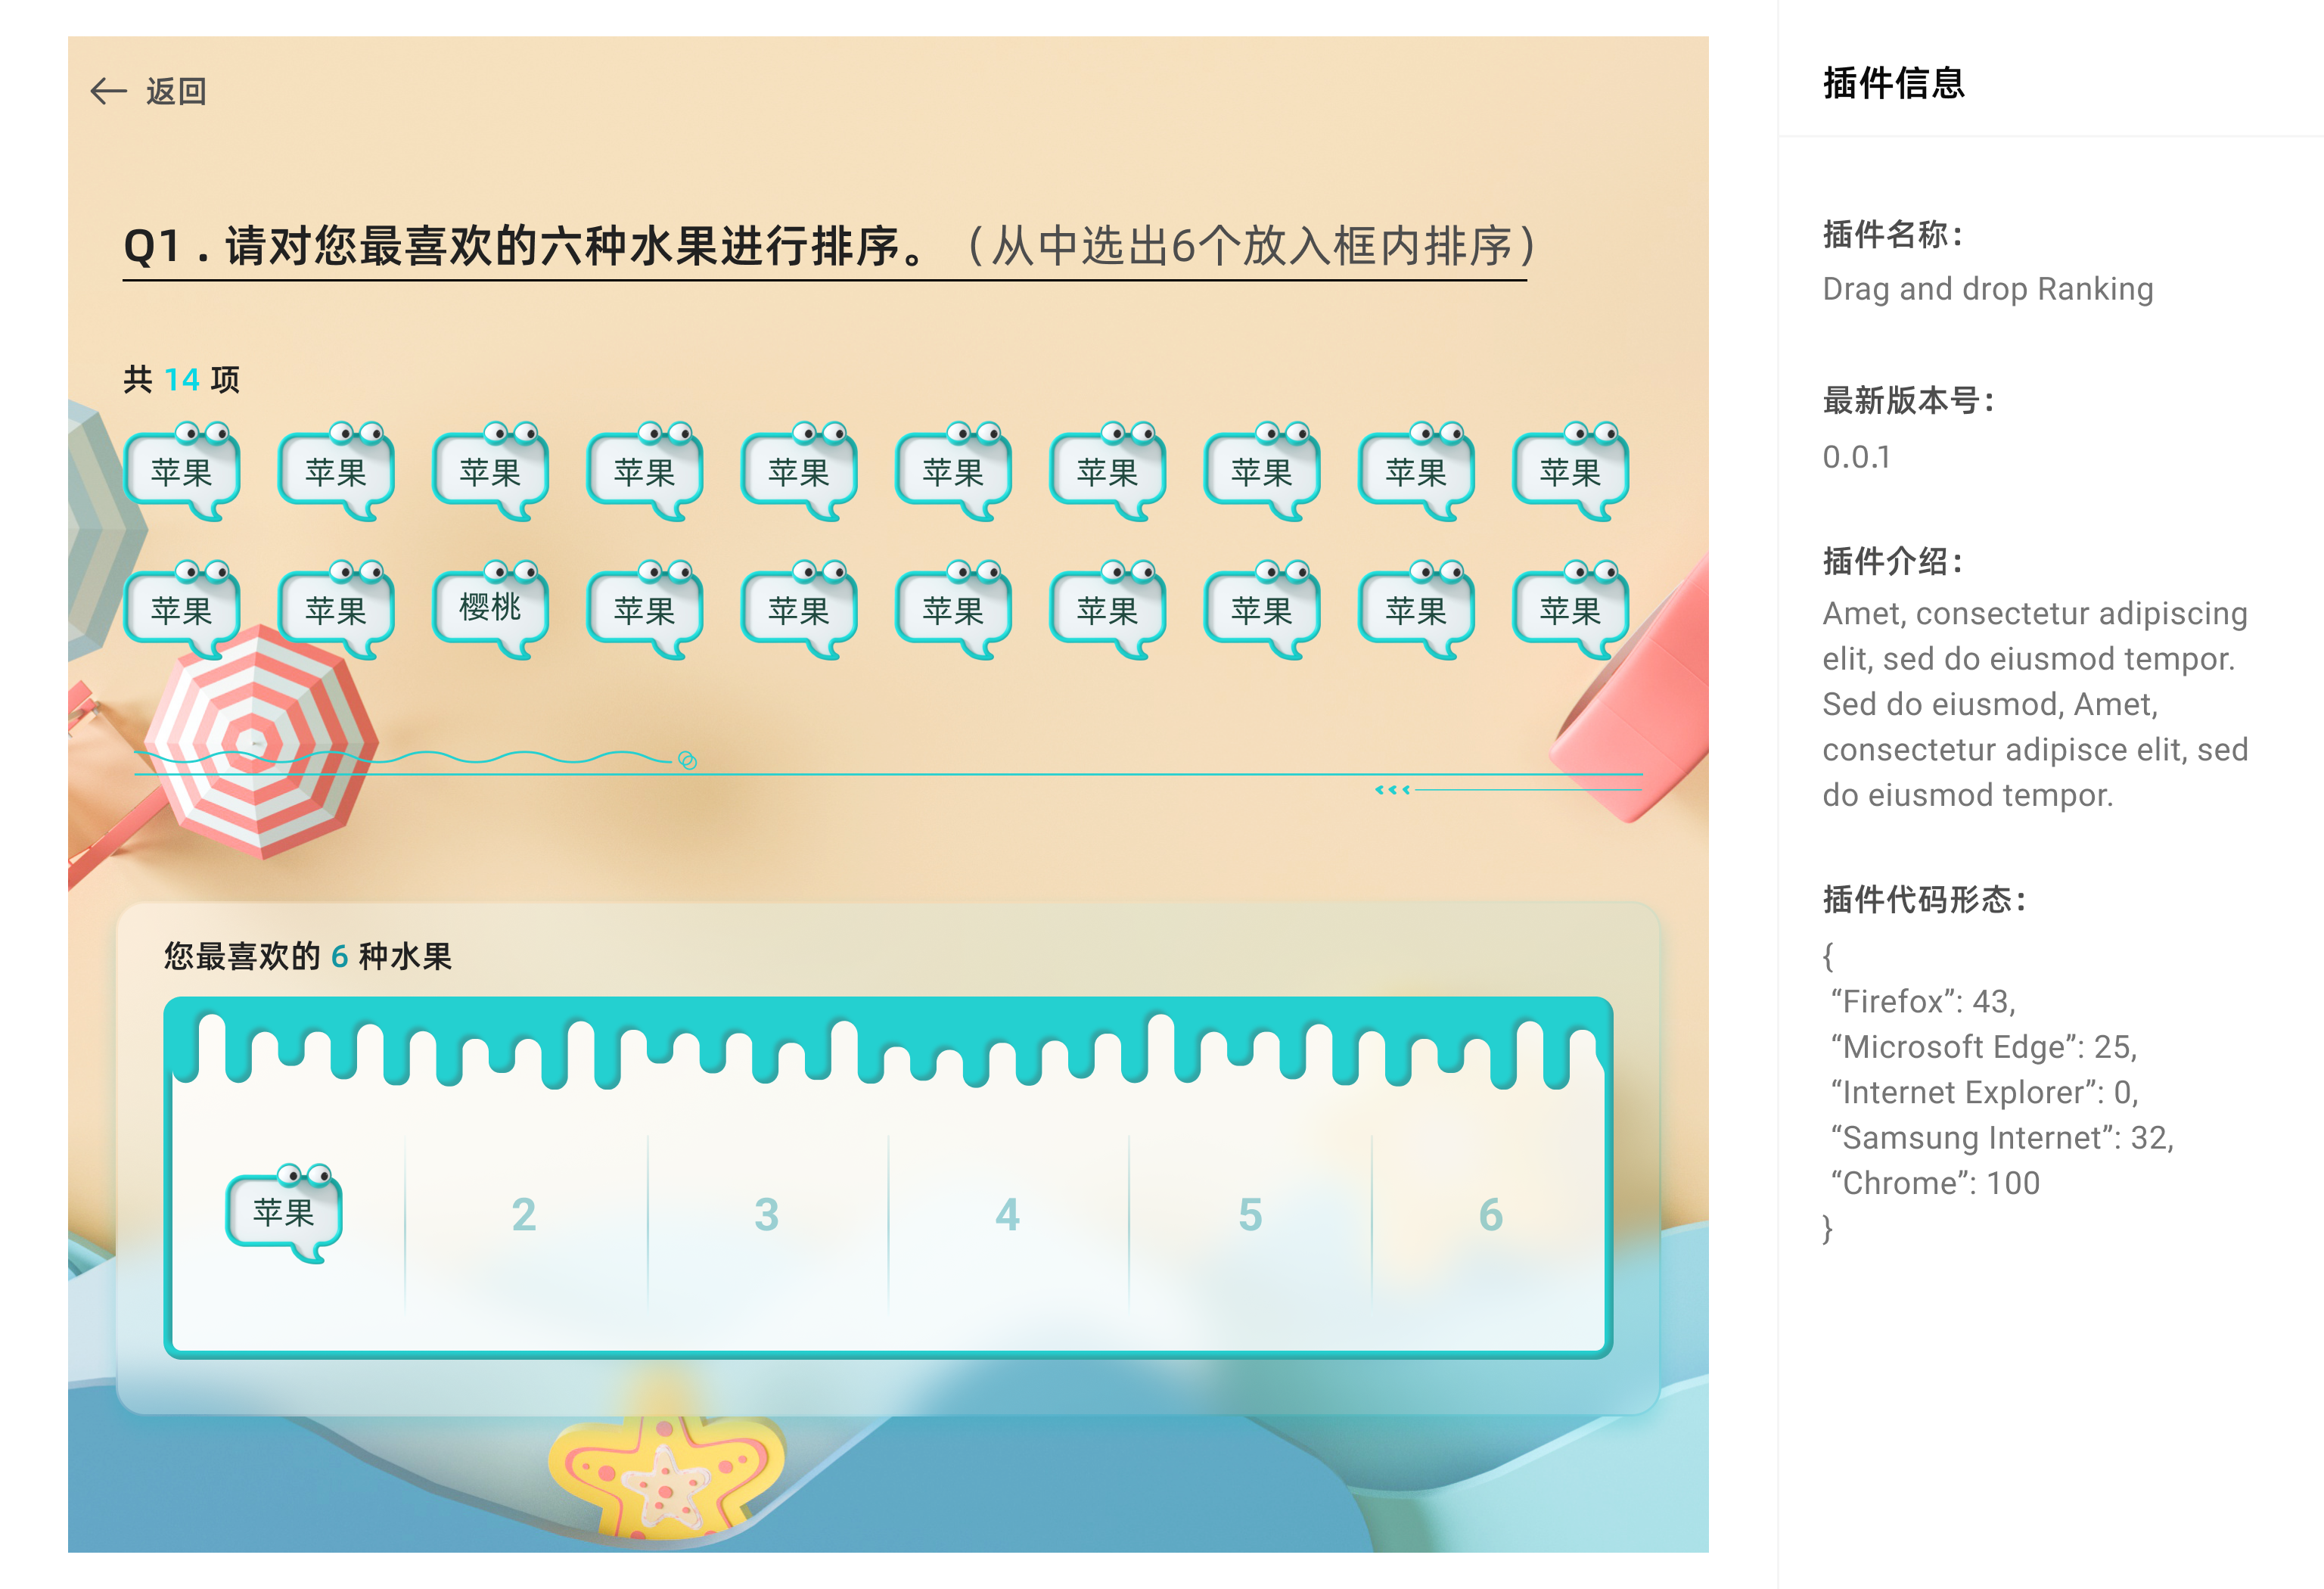 返回
Q1 . 请对您最喜欢的六种水果进行排序。（从中选出6个放入框内排序）
共 14 项
苹果 苹果 苹果 苹果 苹果 苹果 苹果 苹果 苹果 苹果
苹果 苹果 樱桃 苹果 苹果 苹果 苹果 苹果 苹果 苹果
您最喜欢的 6 种水果
苹果 2 3 4 5 6
插件信息
插件名称：
Drag and drop Ranking
最新版本号：
0.0.1
插件介绍：
Amet, consectetur adipiscing
elit, sed do eiusmod tempor.
Sed do eiusmod, Amet,
consectetur adipisce elit, sed
do eiusmod tempor.
插件代码形态：
{
“Firefox”: 43,
“Microsoft Edge”: 25,
“Internet Explorer”: 0,
“Samsung Internet”: 32,
“Chrome”: 100
}